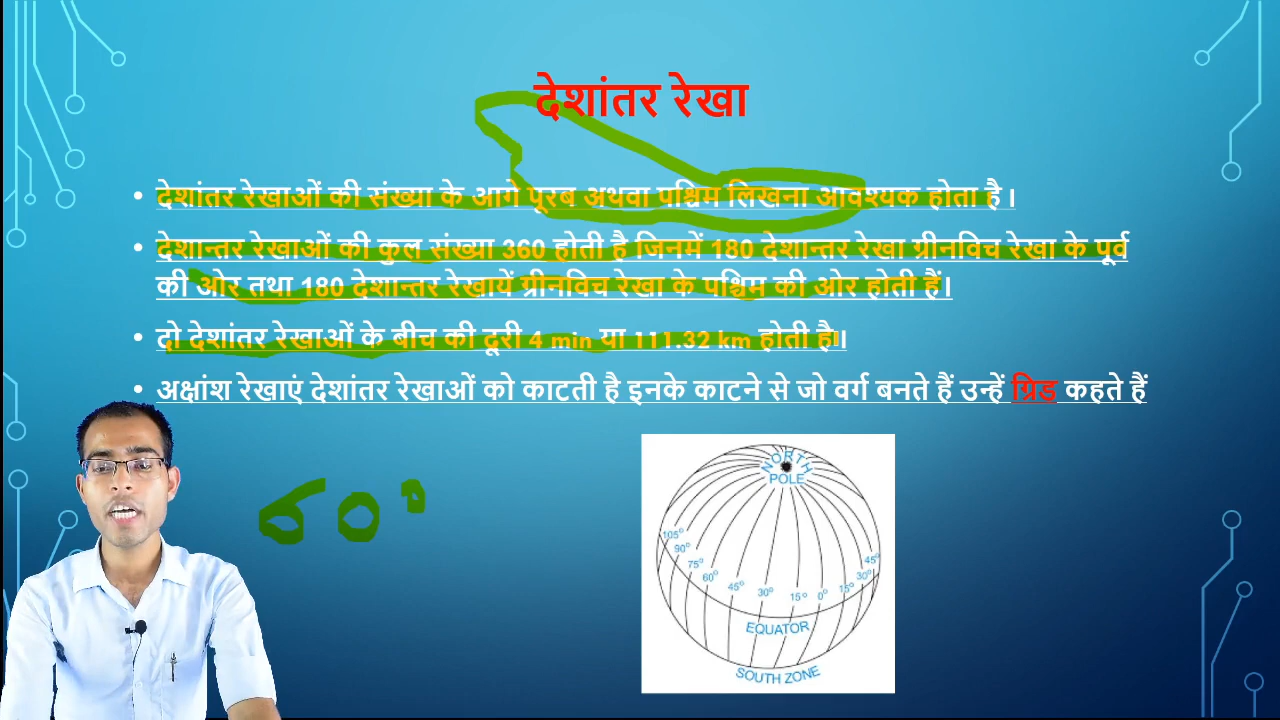 देशांतर रेखा
• देशांतर रेखाओं की संख्या के आगे पूरब अथवा पश्चिम लिखना आवश्यक होता है ।
• देशान्तर रेखाओं की कुल संख्या 360 होती है जिनमें 180 देशान्तर रेखा ग्रीनविच रेखा के पूर्व
की ओर तथा 180 देशान्तर रेखायें ग्रीनविच रेखा के पश्चिम की ओर होती हैं।
• दो देशांतर रेखाओं के बीच की दूरी 4 min या 111.32 km होती है।
• अक्षांश रेखाएं देशांतर रेखाओं को काटती है इनके काटने से जो वर्ग बनते हैं उन्हें ग्रिड कहते हैं
60°
NORTH
POLE
105° 90° 75° 60° 45° 30° 15° 0° 15° 30° 45°
EQUATOR
SOUTH ZONE